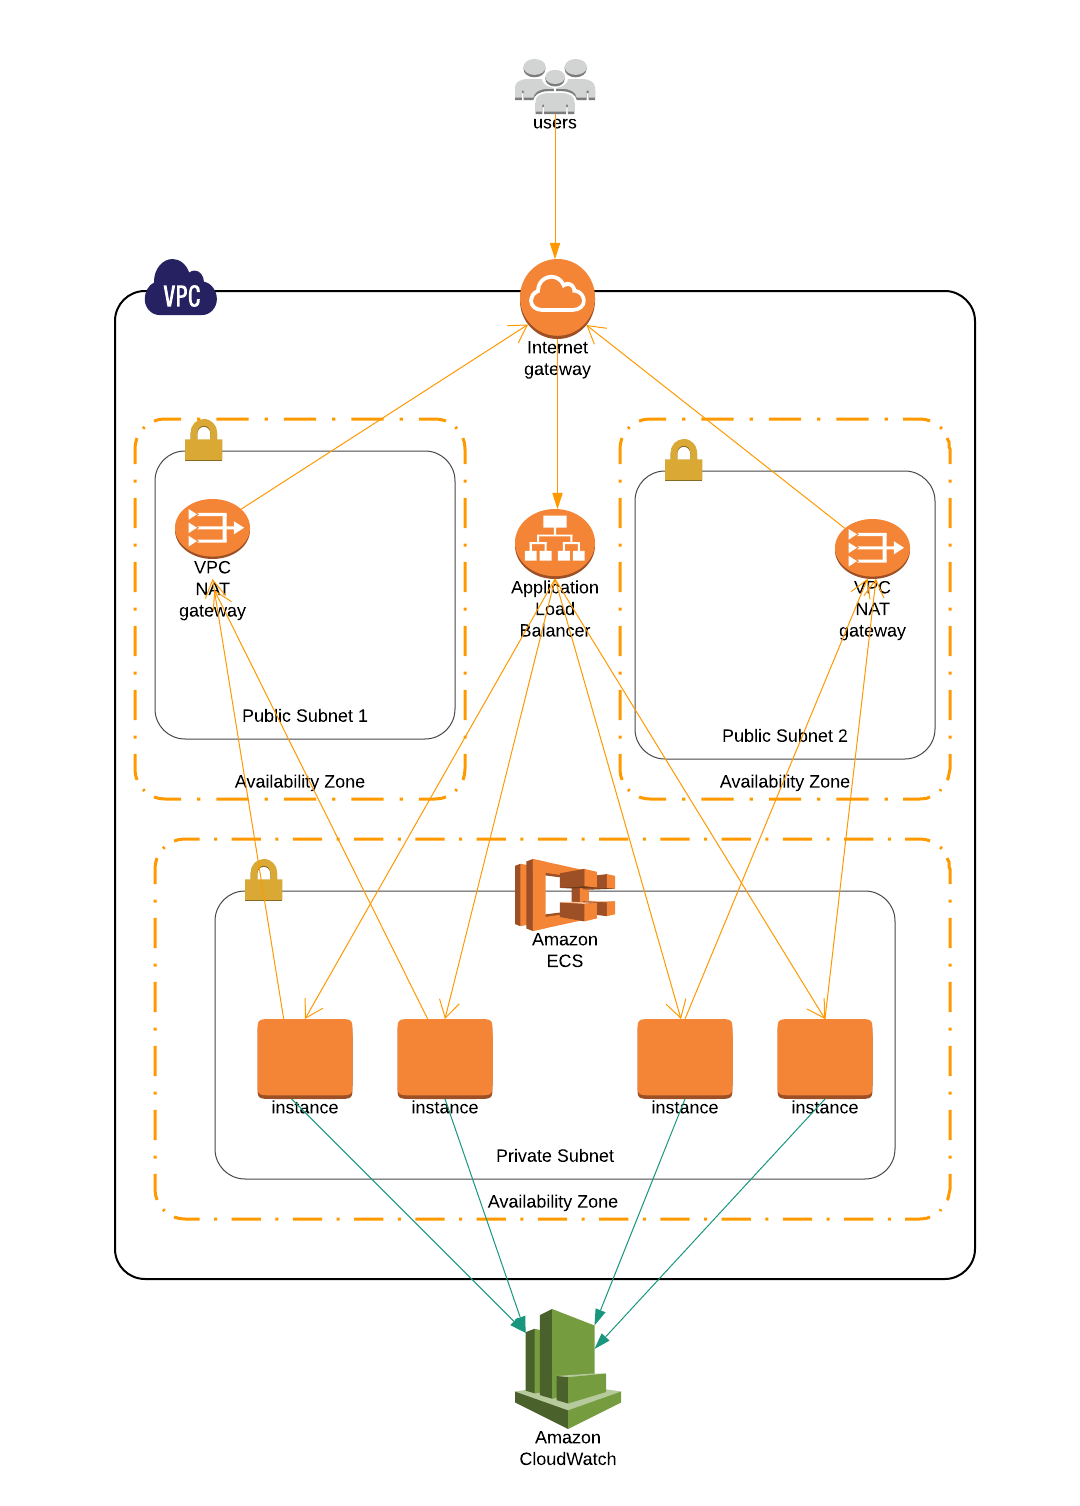 users
VPC
Internet
gateway
VPC
NAT
gateway
Application
Load
Balancer
VPC
NAT
gateway
Public Subnet 1
Public Subnet 2
Availability Zone
Availability Zone
Amazon
ECS
instance
instance
instance
instance
Private Subnet
Availability Zone
Amazon
CloudWatch